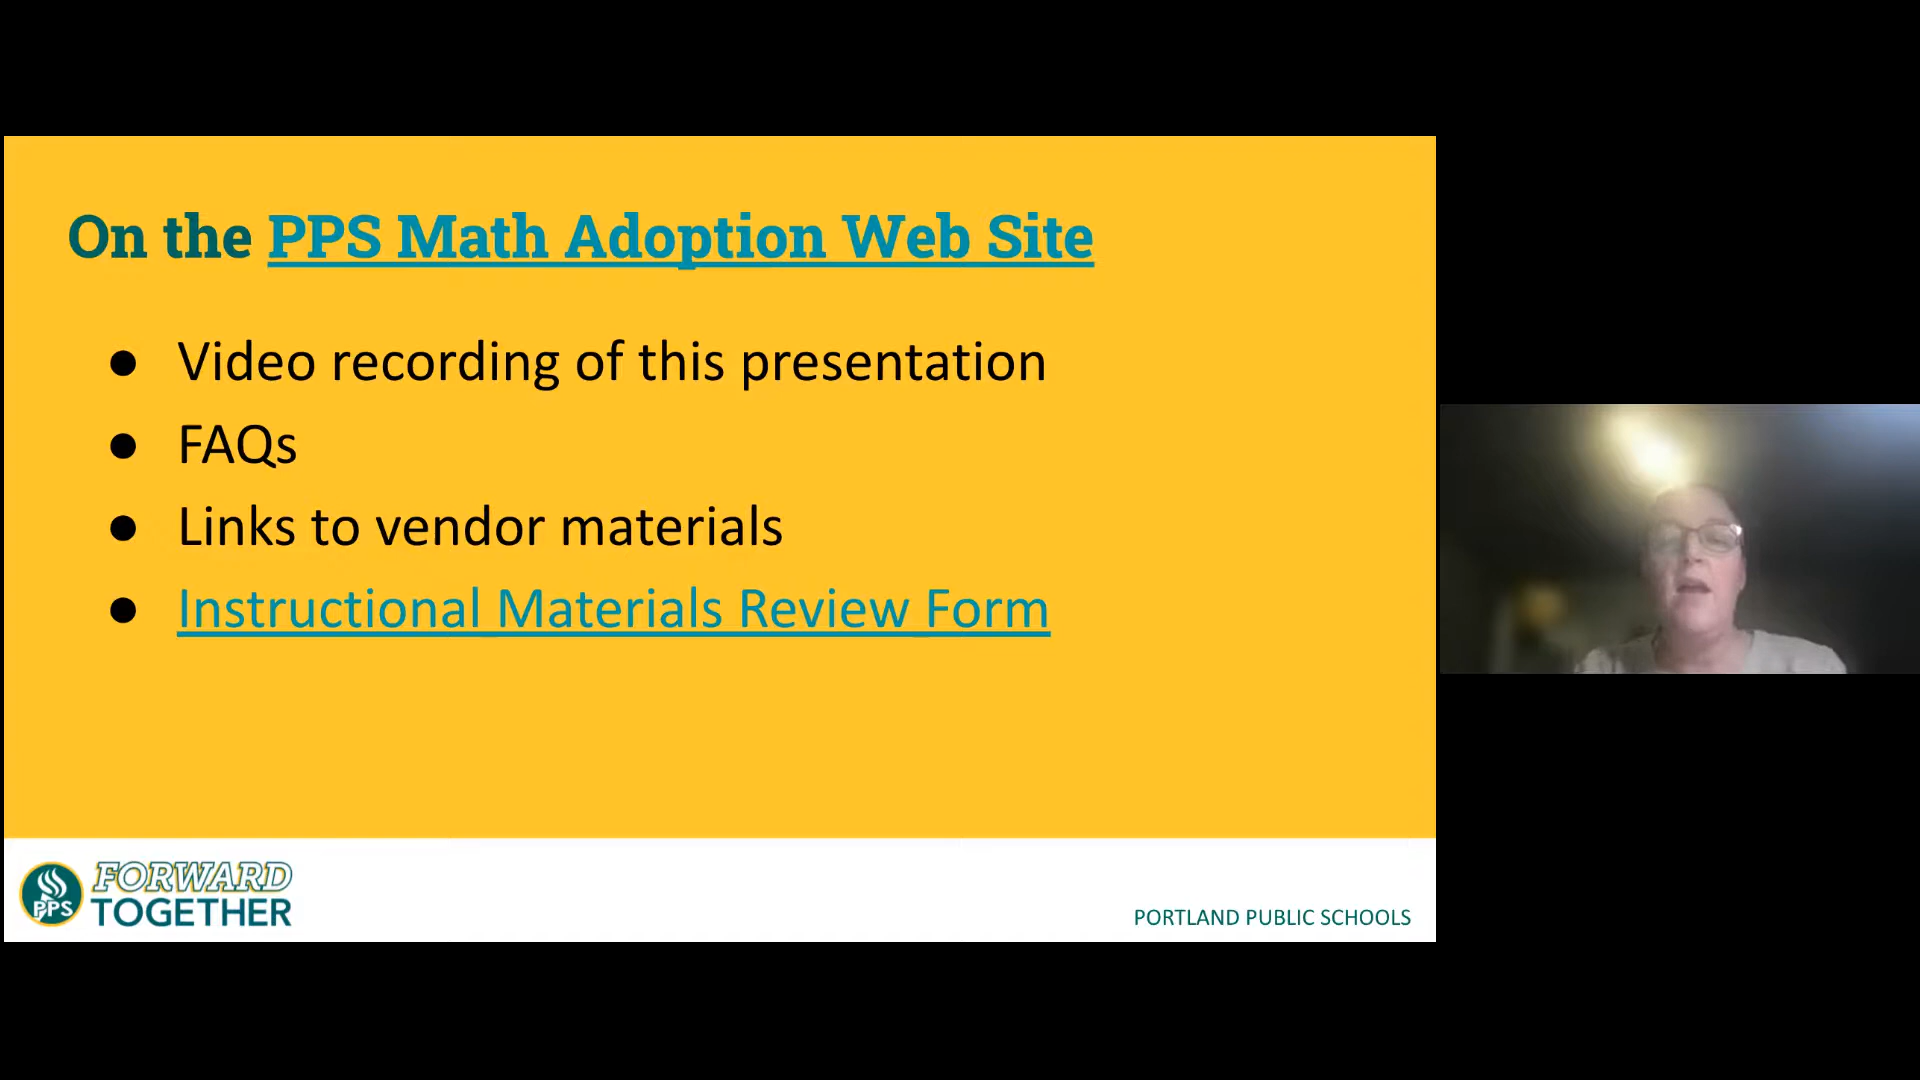 On the PPS Math Adoption Web Site
● Video recording of this presentation
● FAQs
● Links to vendor materials
● Instructional Materials Review Form
PPS
FORWARD
TOGETHER
PORTLAND PUBLIC SCHOOLS